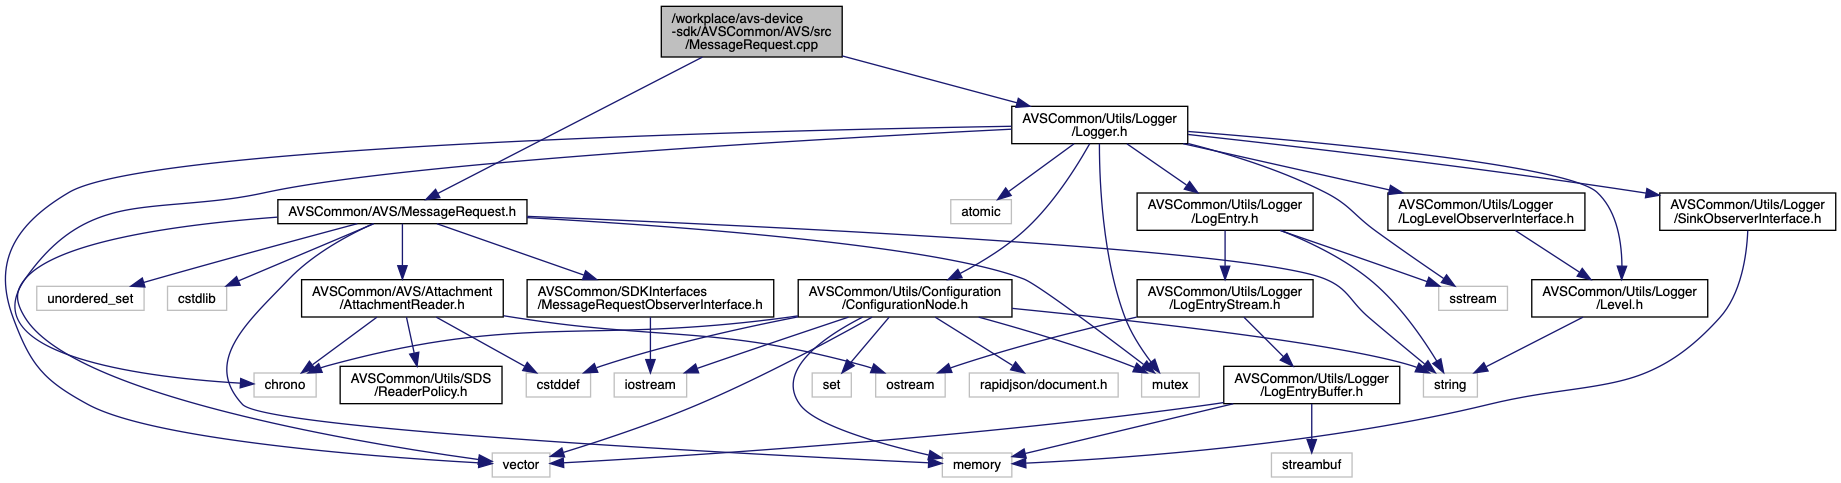 /workplace/avs-device
-sdk/AVSCommon/AVS/src
/MessageRequest.cpp
AVSCommon/Utils/Logger
/Logger.h
AVSCommon/AVS/MessageRequest.h
atomic
AVSCommon/Utils/Logger
/LogEntry.h
AVSCommon/Utils/Logger
/LogLevelObserverInterface.h
AVSCommon/Utils/Logger
/SinkObserverInterface.h
unordered_set
cstdlib
AVSCommon/AVS/Attachment
/AttachmentReader.h
AVSCommon/SDKInterfaces
/MessageRequestObserverInterface.h
AVSCommon/Utils/Configuration
/ConfigurationNode.h
AVSCommon/Utils/Logger
/LogEntryStream.h
sstream
AVSCommon/Utils/Logger
/Level.h
chrono
AVSCommon/Utils/SDS
/ReaderPolicy.h
cstddef
iostream
set
ostream
rapidjson/document.h
mutex
AVSCommon/Utils/Logger
/LogEntryBuffer.h
string
vector
memory
streambuf